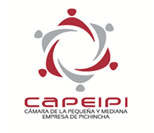 CAPEIPI
CÁMARA DE LA PEQUEÑA Y MEDIANA
EMPRESA DE PICHINCHA